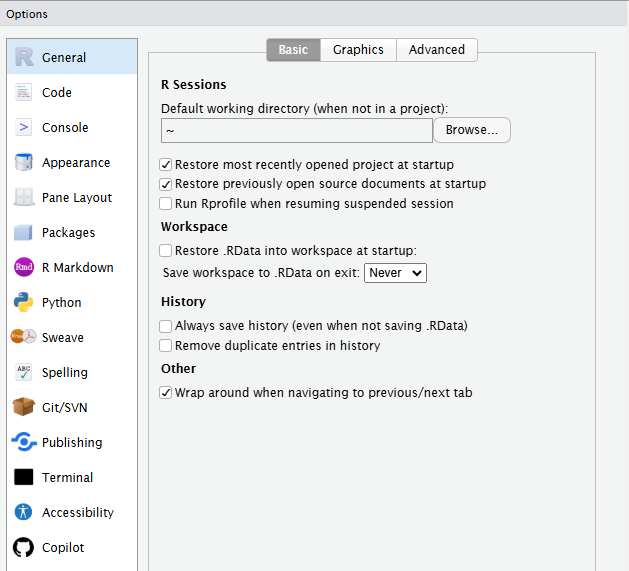 Options
General
Code
Console
Appearance
Pane Layout
Packages
Rmd R Markdown
Python
Sweave
ABC Spelling
Git/SVN
Publishing
Terminal
Accessibility
Copilot
Basic Graphics Advanced
R Sessions
Default working directory (when not in a project):
~ Browse...
Restore most recently opened project at startup
Restore previously open source documents at startup
Run Rprofile when resuming suspended session
Workspace
Restore .RData into workspace at startup:
Save workspace to .RData on exit: Never
History
Always save history (even when not saving .RData)
Remove duplicate entries in history
Other
Wrap around when navigating to previous/next tab